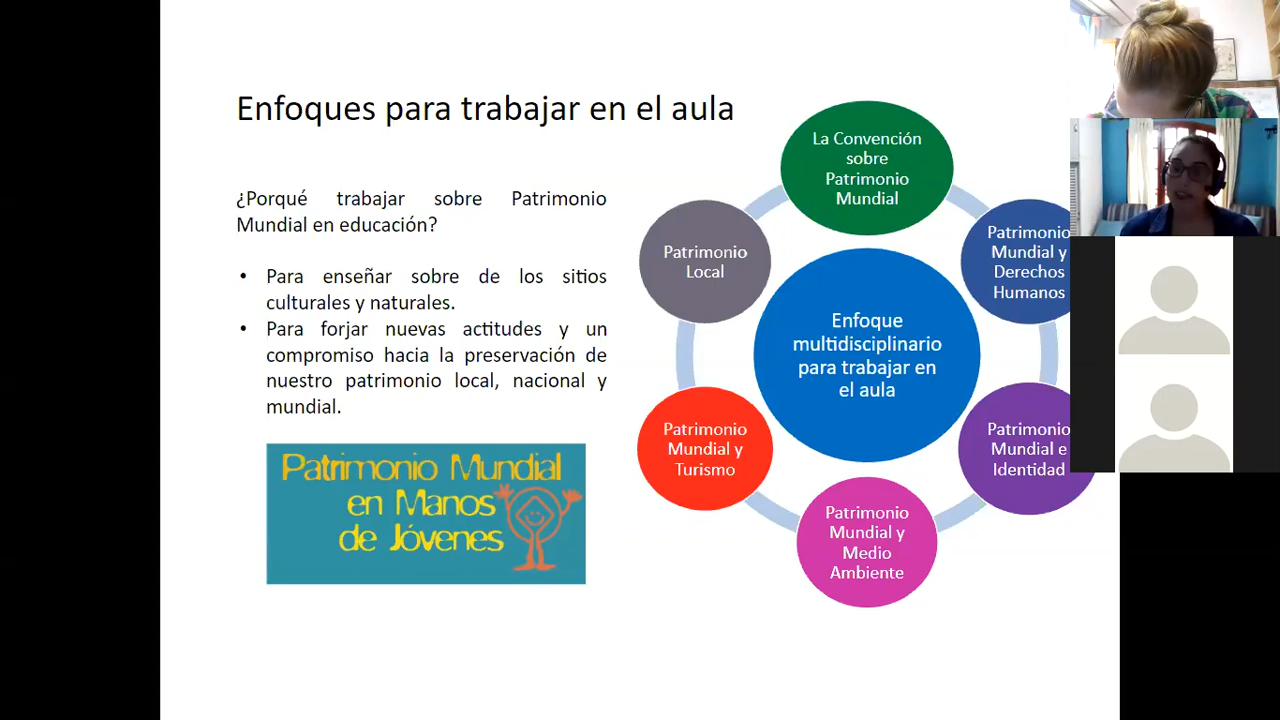 Enfoques para trabajar en el aula
¿Porqué trabajar sobre Patrimonio
Mundial en educación?
• Para enseñar sobre de los sitios
culturales y naturales.
• Para forjar nuevas actitudes y un
compromiso hacia la preservación de
nuestro patrimonio local, nacional y
mundial.
Patrimonio Mundial
en Manos
de Jóvenes
La Convención
sobre
Patrimonio
Mundial
Patrimonio
Mundial y
Derechos
Humanos
Patrimonio
Mundial e
Identidad
Patrimonio
Mundial y
Medio
Ambiente
Patrimonio
Mundial y
Turismo
Patrimonio
Local
Enfoque
multidisciplinario
para trabajar en
el aula